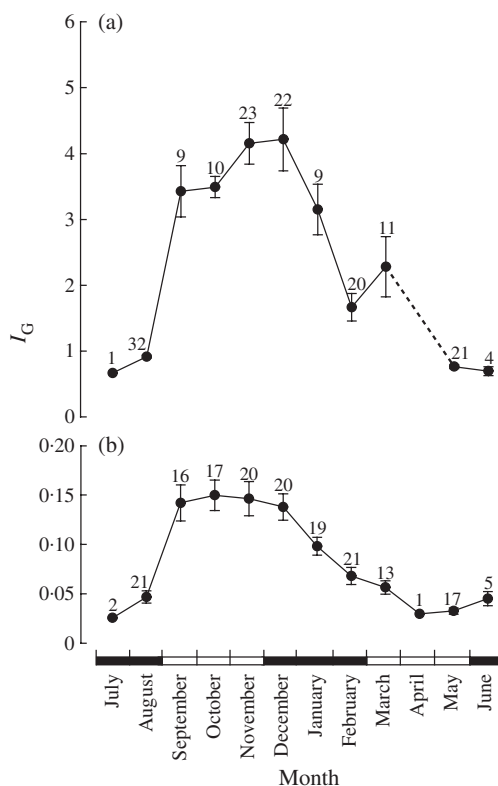 (a)
6
5
4
3
2
1
0
I_G
1
32
9
10
23
22
9
20
11
21
4
(b)
0·20
0·15
0·10
0·05
0
2
21
16
17
20
20
19
21
13
1
17
5
July
August
September
October
November
December
January
February
March
April
May
June
Month